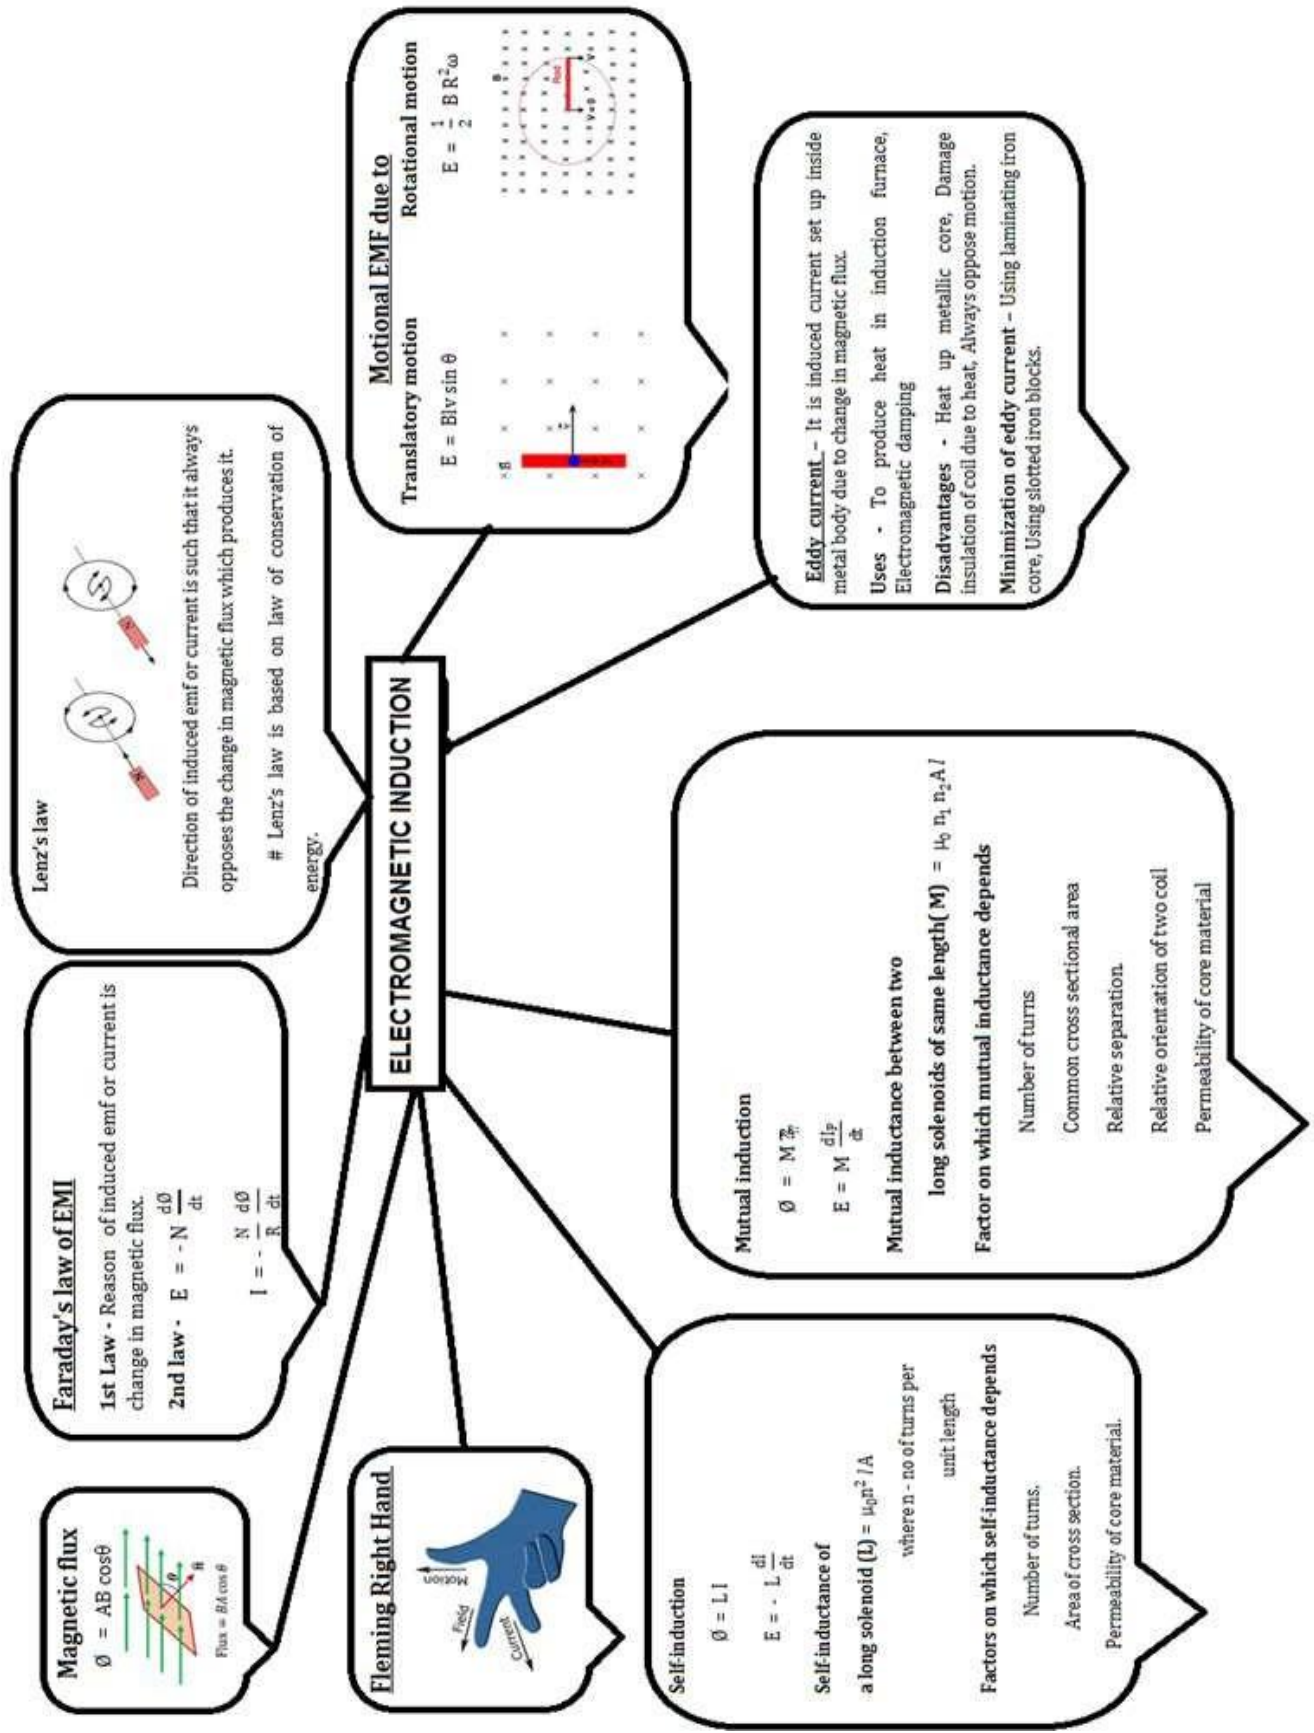 Magnetic flux
Ø = AB cosθ
θ
n̂
Flux = BA cos θ
Faraday's law of EMI
1st Law - Reason of induced emf or current is
change in magnetic flux.
2nd law - E = - N dØ/dt
I = - N/R dØ/dt
Lenz's law
Direction of induced emf or current is such that it always
opposes the change in magnetic flux which produces it.
# Lenz's law is based on law of conservation of
energy.
ELECTROMAGNETIC INDUCTION
Motional EMF due to
Translatory motion
E = Blv sin θ
B
v
Rotational motion
E = 1/2 B R²ω
B
Rod
V=0
V
Fleming Right Hand
Motion
Field
Current
Self-induction
Ø = L I
E = - L dI/dt
Self-inductance of
a long solenoid (L) = μ₀n² l A
where n - no of turns per
unit length
Factors on which self-inductance depends
Number of turns.
Area of cross section.
Permeability of core material.
Mutual induction
Ø = M
E = M dIₚ/dt
Mutual inductance between two
long solenoids of same length( M) = μ₀ n₁ n₂A l
Factor on which mutual inductance depends
Number of turns
Common cross sectional area
Relative separation.
Relative orientation of two coil
Permeability of core material
Eddy current – It is induced current set up inside
metal body due to change in magnetic flux.
Uses - To produce heat in induction furnace,
Electromagnetic damping
Disadvantages - Heat up metallic core, Damage
insulation of coil due to heat, Always oppose motion.
Minimization of eddy current – Using laminating iron
core, Using slotted iron blocks.